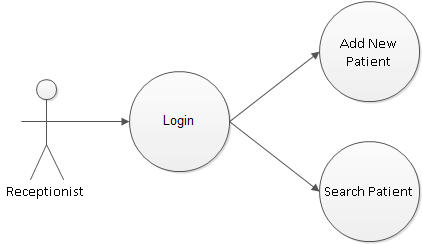 Add New
Patient
Login
Receptionist
Search Patient